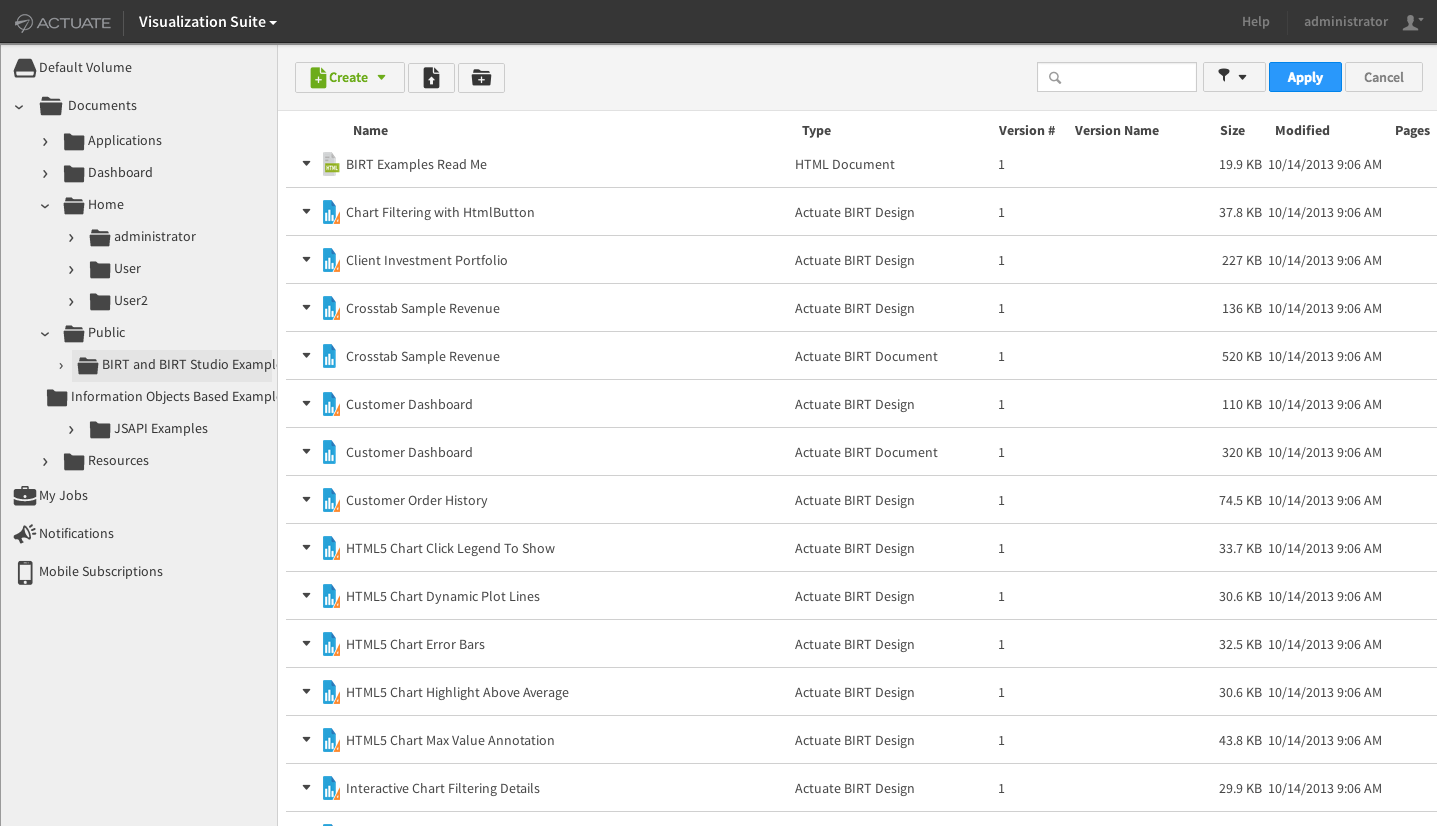 ACTUATE Visualization Suite Help administrator
Default Volume
Documents
Applications
Dashboard
Home
administrator
User
User2
Public
BIRT and BIRT Studio Exampl
Information Objects Based Exampl
JSAPI Examples
Resources
My Jobs
Notifications
Mobile Subscriptions
Create Apply Cancel
Name Type Version # Version Name Size Modified Pages
BIRT Examples Read Me HTML Document 1 19.9 KB 10/14/2013 9:06 AM
Chart Filtering with HtmlButton Actuate BIRT Design 1 37.8 KB 10/14/2013 9:06 AM
Client Investment Portfolio Actuate BIRT Design 1 227 KB 10/14/2013 9:06 AM
Crosstab Sample Revenue Actuate BIRT Design 1 136 KB 10/14/2013 9:06 AM
Crosstab Sample Revenue Actuate BIRT Document 1 520 KB 10/14/2013 9:06 AM
Customer Dashboard Actuate BIRT Design 1 110 KB 10/14/2013 9:06 AM
Customer Dashboard Actuate BIRT Document 1 320 KB 10/14/2013 9:06 AM
Customer Order History Actuate BIRT Design 1 74.5 KB 10/14/2013 9:06 AM
HTML5 Chart Click Legend To Show Actuate BIRT Design 1 33.7 KB 10/14/2013 9:06 AM
HTML5 Chart Dynamic Plot Lines Actuate BIRT Design 1 30.6 KB 10/14/2013 9:06 AM
HTML5 Chart Error Bars Actuate BIRT Design 1 32.5 KB 10/14/2013 9:06 AM
HTML5 Chart Highlight Above Average Actuate BIRT Design 1 30.6 KB 10/14/2013 9:06 AM
HTML5 Chart Max Value Annotation Actuate BIRT Design 1 43.8 KB 10/14/2013 9:06 AM
Interactive Chart Filtering Details Actuate BIRT Design 1 29.9 KB 10/14/2013 9:06 AM